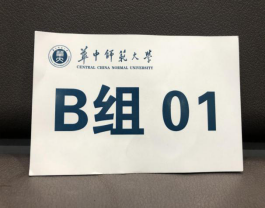 華中師範大學
CENTRAL CHINA NORMAL UNIVERSITY
B组 01